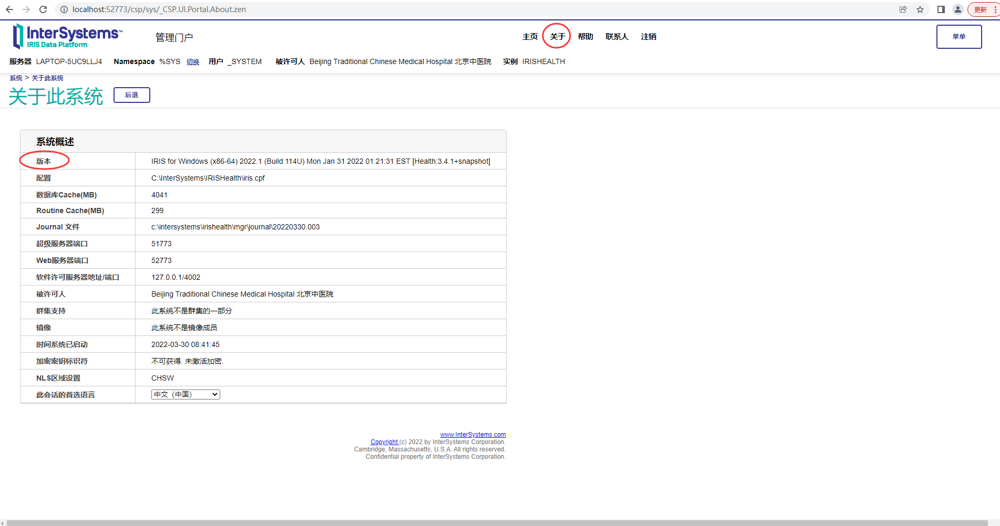 localhost:52773/csp/sys/_CSP.UI.Portal.About.zen
更新
InterSystems™
IRIS Data Platform
管理门户
主页 关于 帮助 联系人 注销
菜单
服务器 LAPTOP-5UC9LLJ4 Namespace %SYS 切换 用户 _SYSTEM 被许可人 Beijing Traditional Chinese Medical Hospital 北京中医院 实例 IRISHEALTH
系统 > 关于此系统
关于此系统 后退
系统概述
版本 IRIS for Windows (x86-64) 2022.1 (Build 114U) Mon Jan 31 2022 01:21:31 EST [Health:3.4.1+snapshot]
配置 C:\InterSystems\IRISHealth\iris.cpf
数据库Cache(MB) 4041
Routine Cache(MB) 299
Journal 文件 c:\intersystems\irishealth\mgr\journal\20220330.003
超级服务器端口 51773
Web服务器端口 52773
软件许可服务器地址/端口 127.0.0.1/4002
被许可人 Beijing Traditional Chinese Medical Hospital 北京中医院
群集支持 此系统不是群集的一部分
镜像 此系统不是镜像成员
时间系统已启动 2022-03-30 08:41:45
加密密钥标识符 不可获得. 未激活加密.
NLS区域设置 CHSW
此会话的首选语言 中文（中国）
www.InterSystems.com
Copyright (c) 2022 by InterSystems Corporation.
Cambridge, Massachusetts, U.S.A. All rights reserved.
Confidential property of InterSystems Corporation.